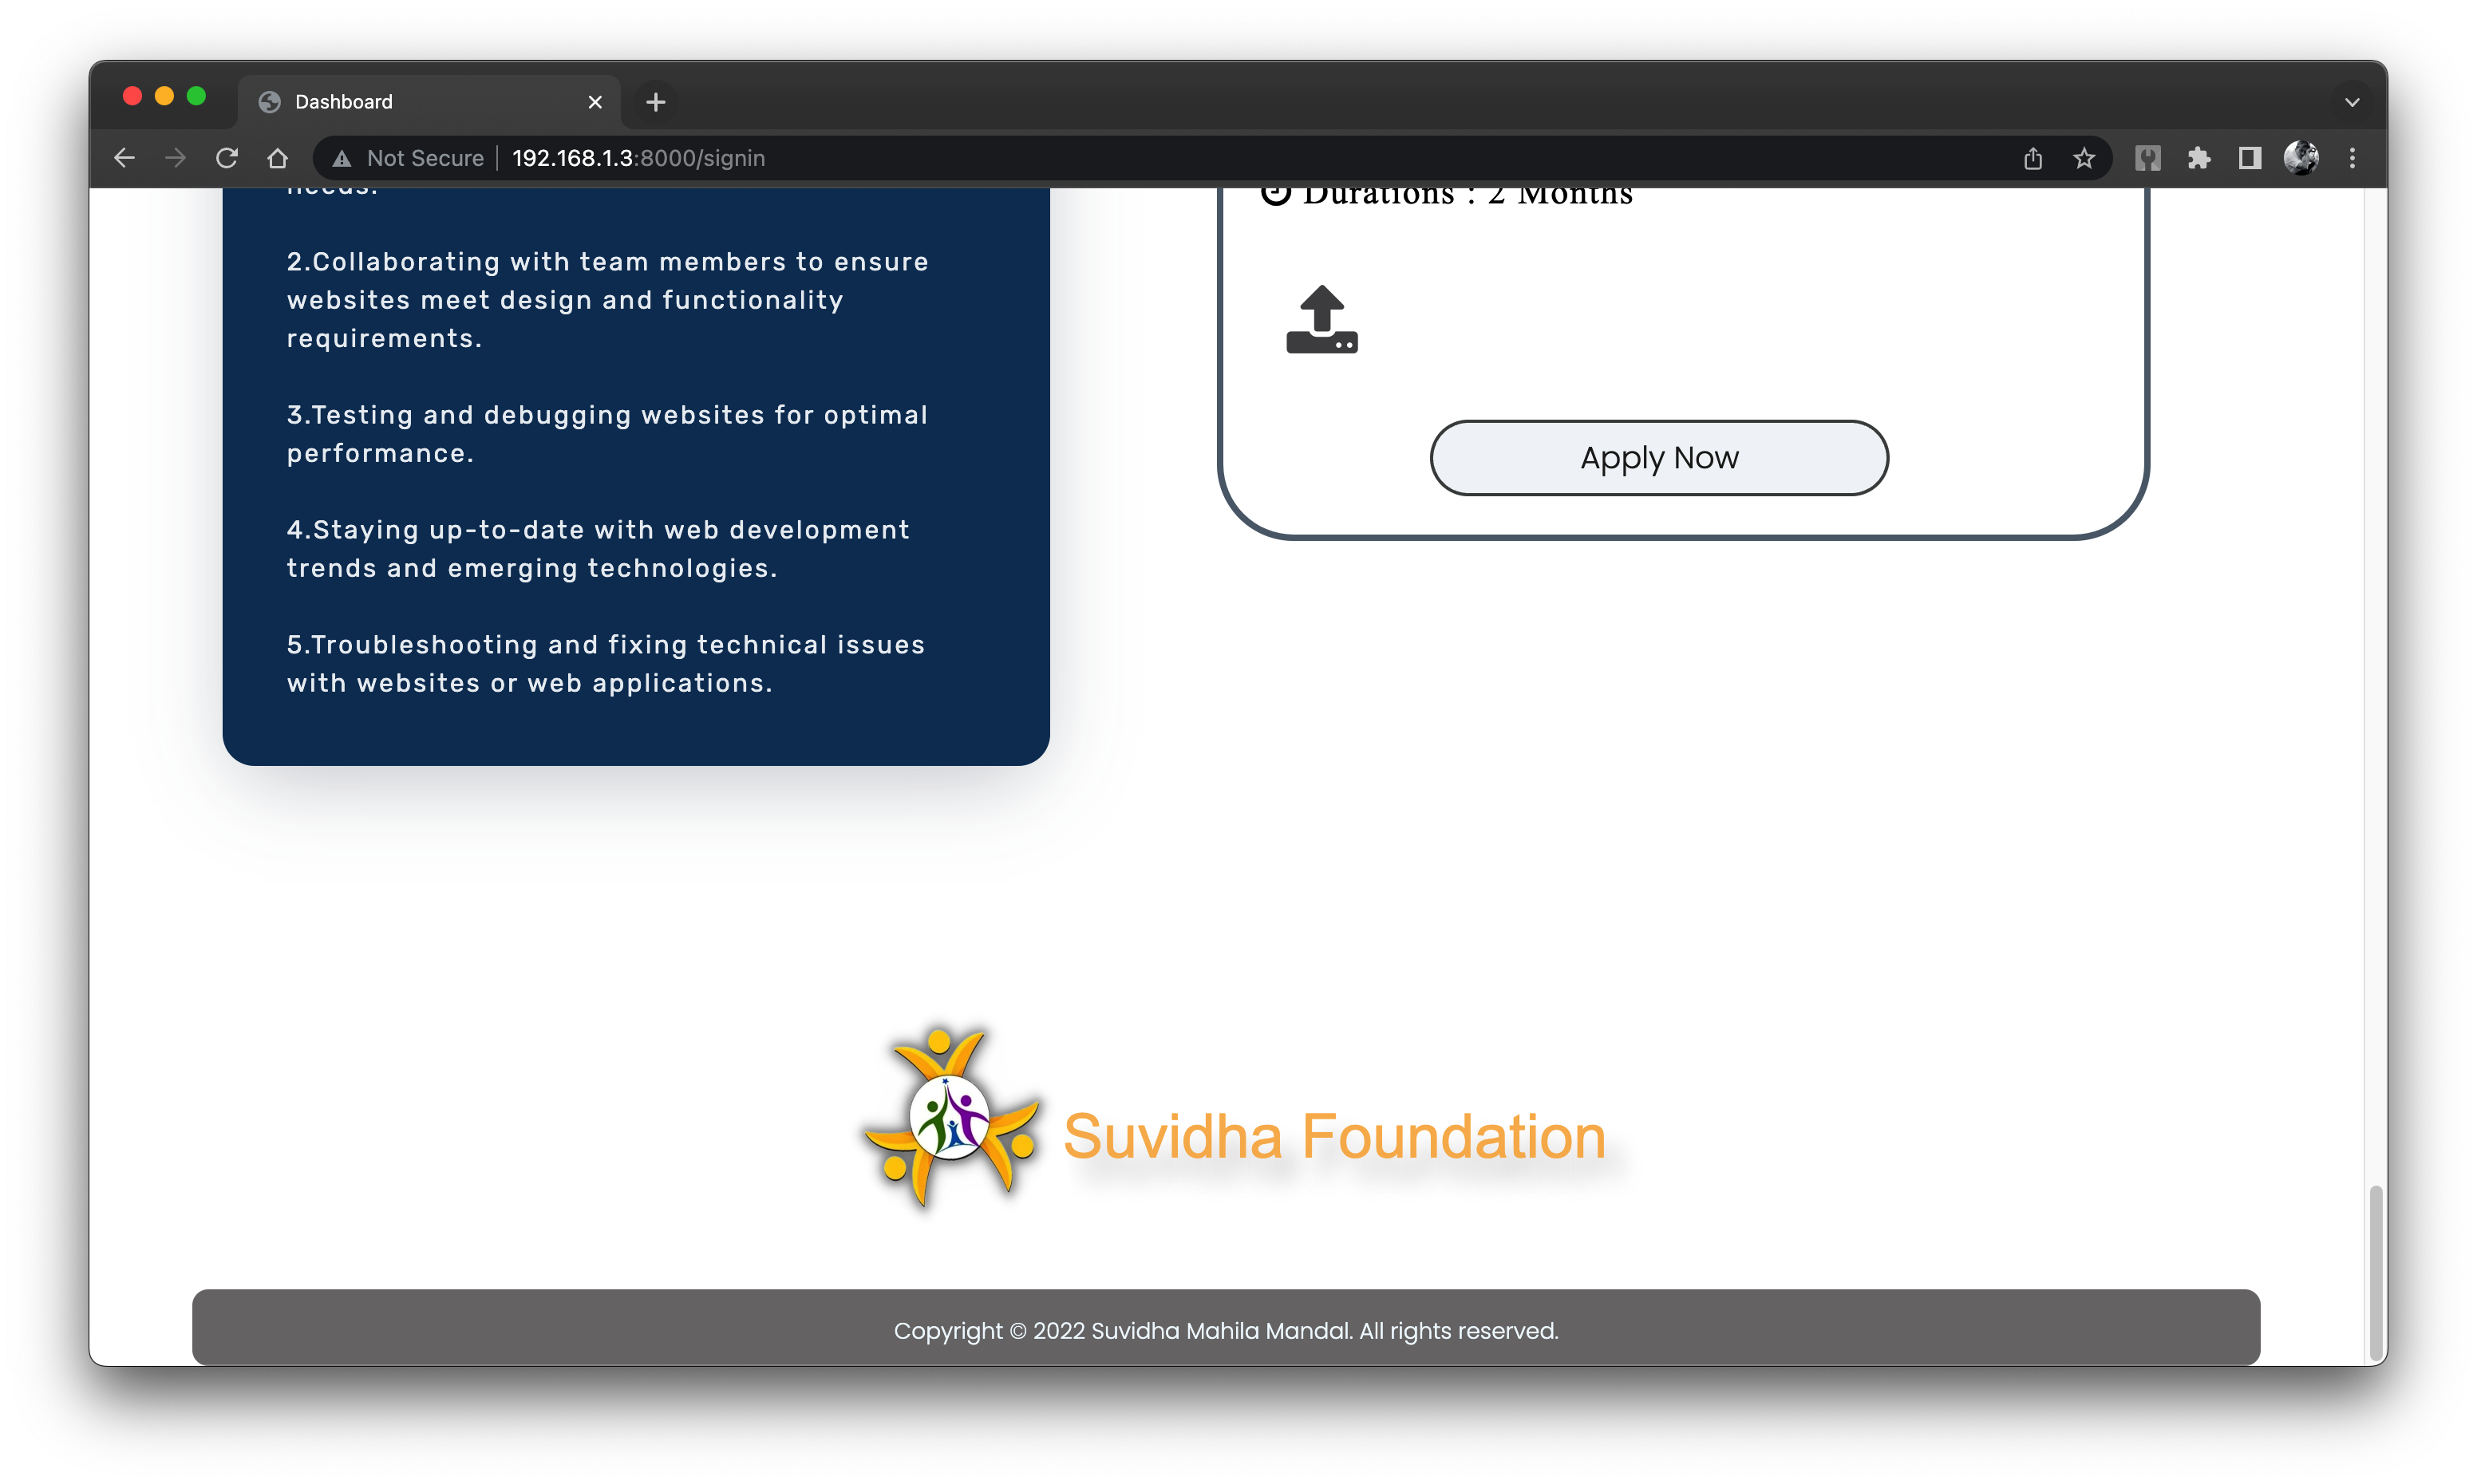 Dashboard
Not Secure
192.168.1.3:8000/signin
needs.
2.Collaborating with team members to ensure
websites meet design and functionality
requirements.
3.Testing and debugging websites for optimal
performance.
4.Staying up-to-date with web development
trends and emerging technologies.
5.Troubleshooting and fixing technical issues
with websites or web applications.
Durations : 2 Months
Apply Now
Suvidha Foundation
Copyright © 2022 Suvidha Mahila Mandal. All rights reserved.